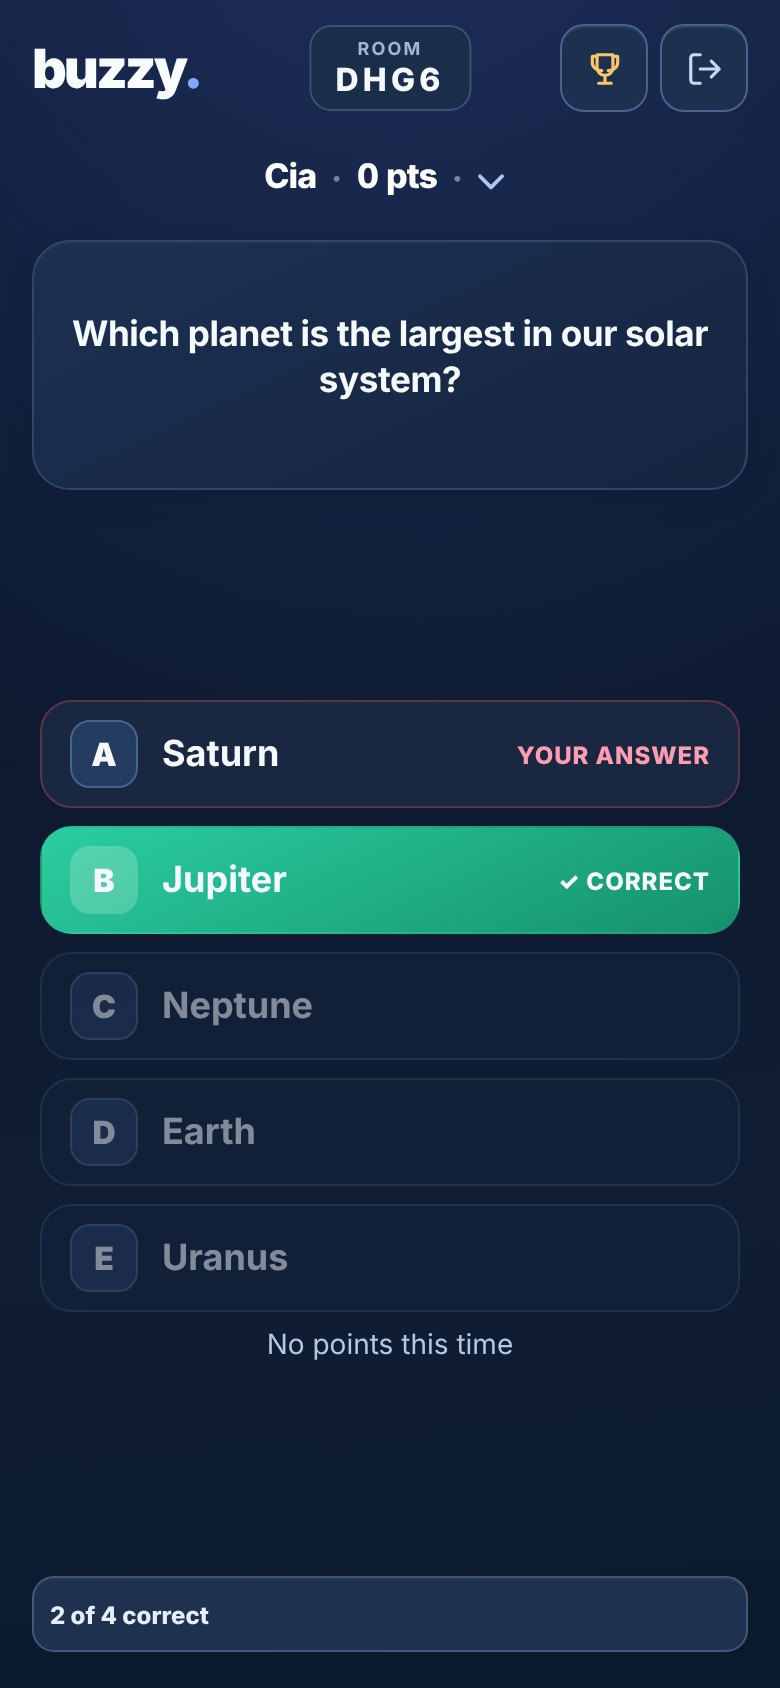 buzzy.
ROOM
DHG6
Cia · 0 pts ·
Which planet is the largest in our solar
system?
A Saturn YOUR ANSWER
B Jupiter ✓ CORRECT
C Neptune
D Earth
E Uranus
No points this time
2 of 4 correct